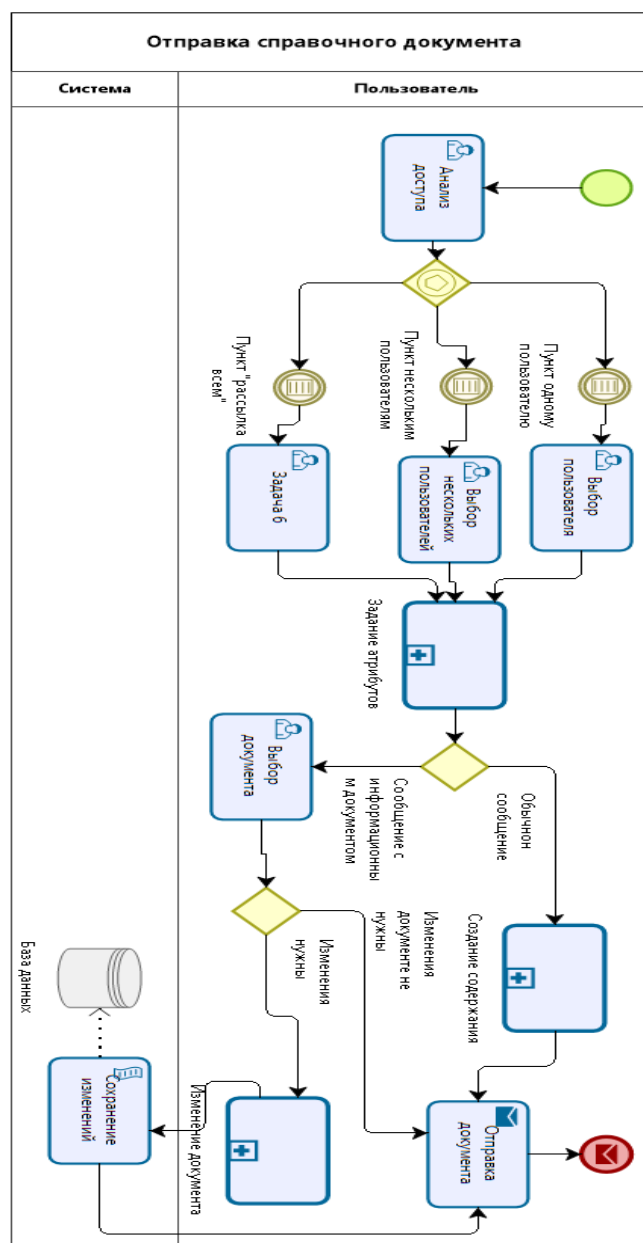 Отправка справочного документа
Система
Пользователь
Анализ
доступа
Пункт "рассылка
всем"
Пункт нескольким
пользователям
Пункт одному
пользователю
Задача 6
Выбор
нескольких
пользователей
Выбор
пользователя
Задание атрибутов
Выбор
документа
Сообщение с
информационны
м документом
Обычнон
сообщение
Изменения
нужны
Изменения
документе не
нужны
Создание содержания
База данных
Сохранение
изменений
Изменение документа
Отправка
документа